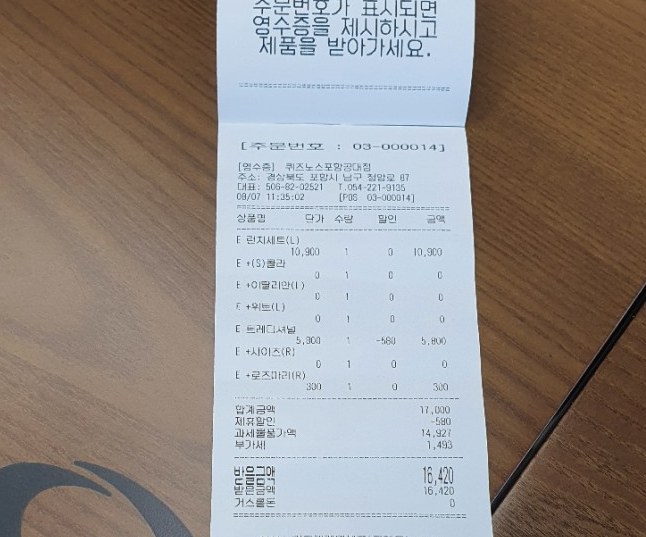 주문번호가 표시되면
영수증을 제시하시고
제품을 받아가세요.
[주문번호 : 03-000014]
[영수증] 퀴즈노스포항공대점
주소: 경상북도 포항시 남구 청암로 87
대표: 506-82-02521 T.054-221-9135
08/07 11:35:02 [POS 03-000014]
상품명 단가 수량 할인 금액
E 런치세트(L)
10,900 1 0 10,900
E +(S)콜라
0 1 0 0
E +이탈리안(L)
0 1 0 0
E +위트(L)
0 1 0 0
E 트레디셔널
5,800 1 -580 5,800
E +사이즈(R)
0 1 0 0
E +로즈마리(R)
300 1 0 300
합계금액 17,000
제휴할인 -580
과세물품가액 14,927
부가세 1,493
받을금액 16,420
받은금액 16,420
거스름돈 0